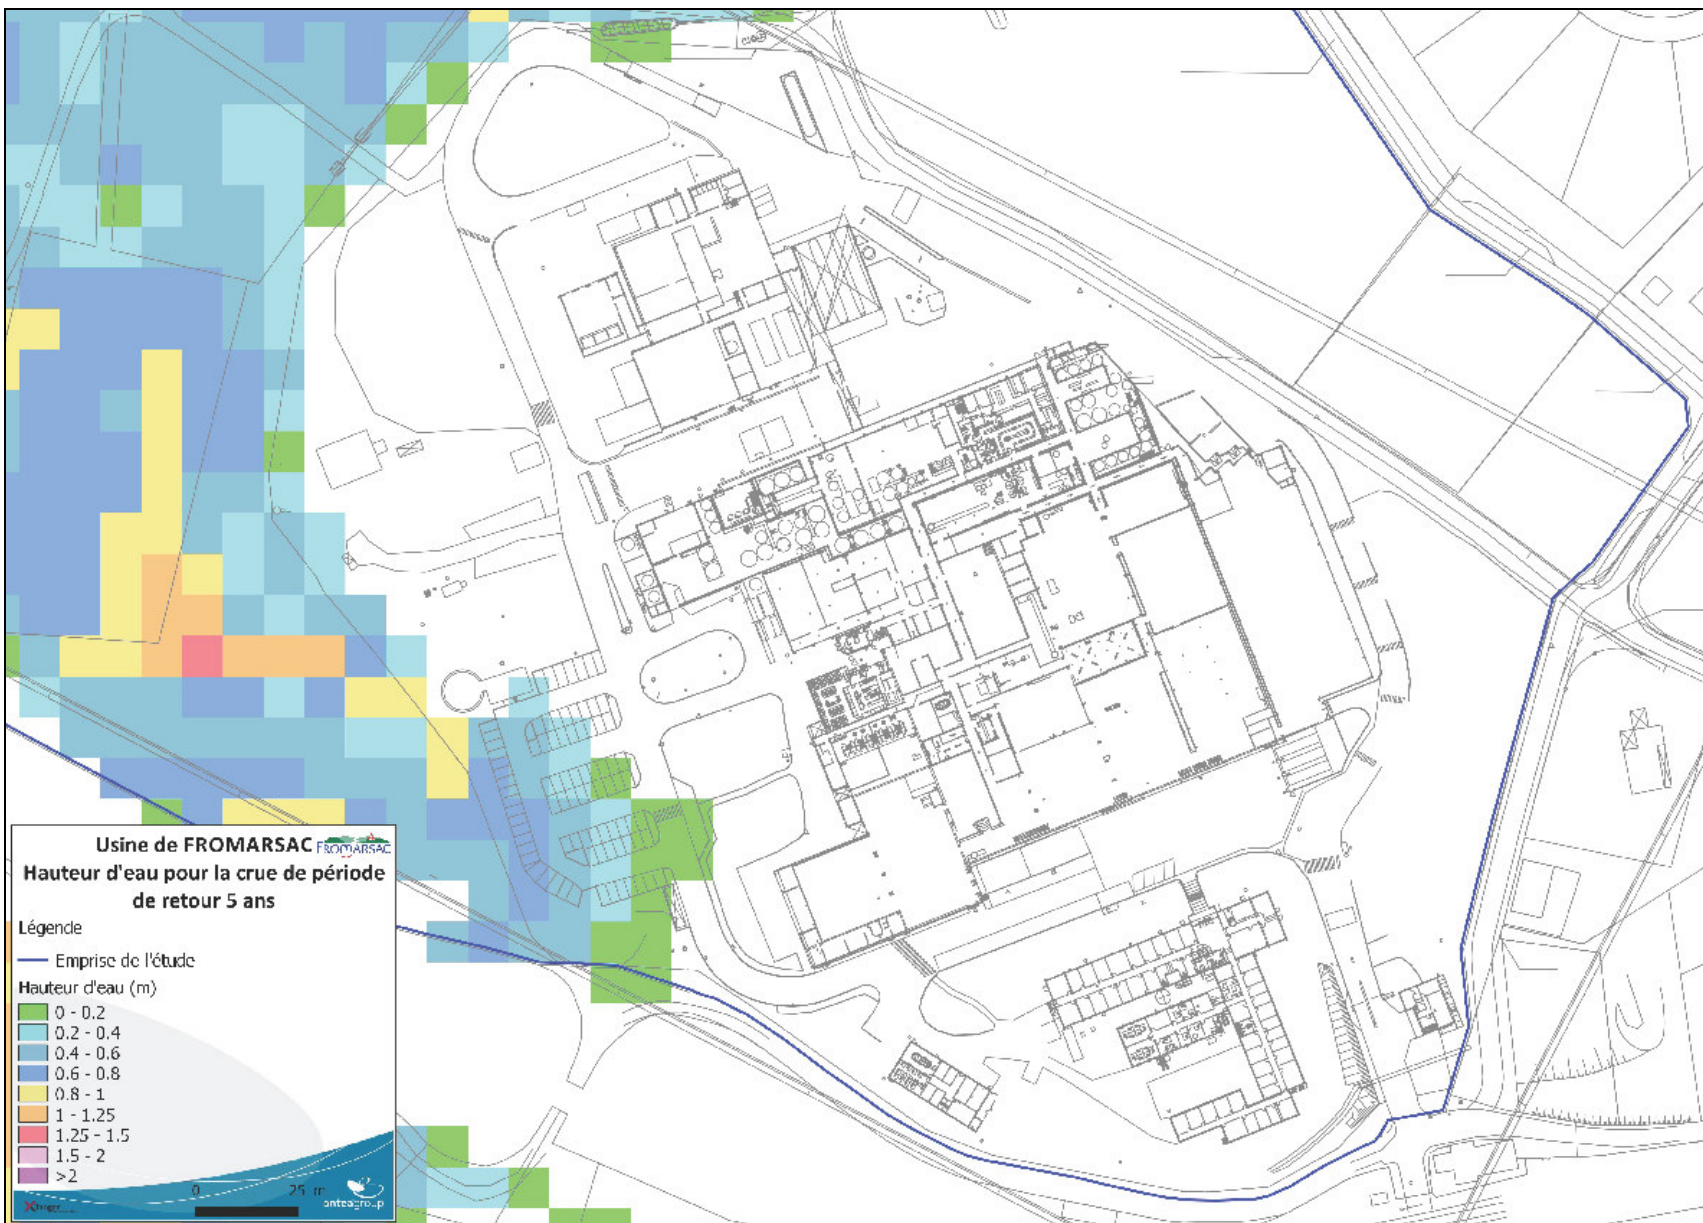 Usine de FROMARSAC FROMARSAC
Hauteur d'eau pour la crue de période
de retour 5 ans
Légende
Emprise de l'étude
Hauteur d'eau (m)
0 - 0.2
0.2 - 0.4
0.4 - 0.6
0.6 - 0.8
0.8 - 1
1 - 1.25
1.25 - 1.5
1.5 - 2
>2
0 25 m
anteagroup